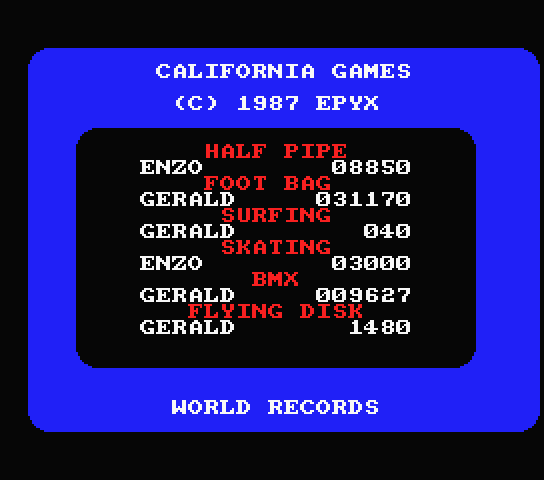 CALIFORNIA GAMES
(C) 1987 EPYX
HALF PIPE
ENZO 08850
FOOT BAG
GERALD 031170
SURFING
GERALD 040
SKATING
ENZO 03000
BMX
GERALD 009627
FLYING DISK
GERALD 1480
WORLD RECORDS